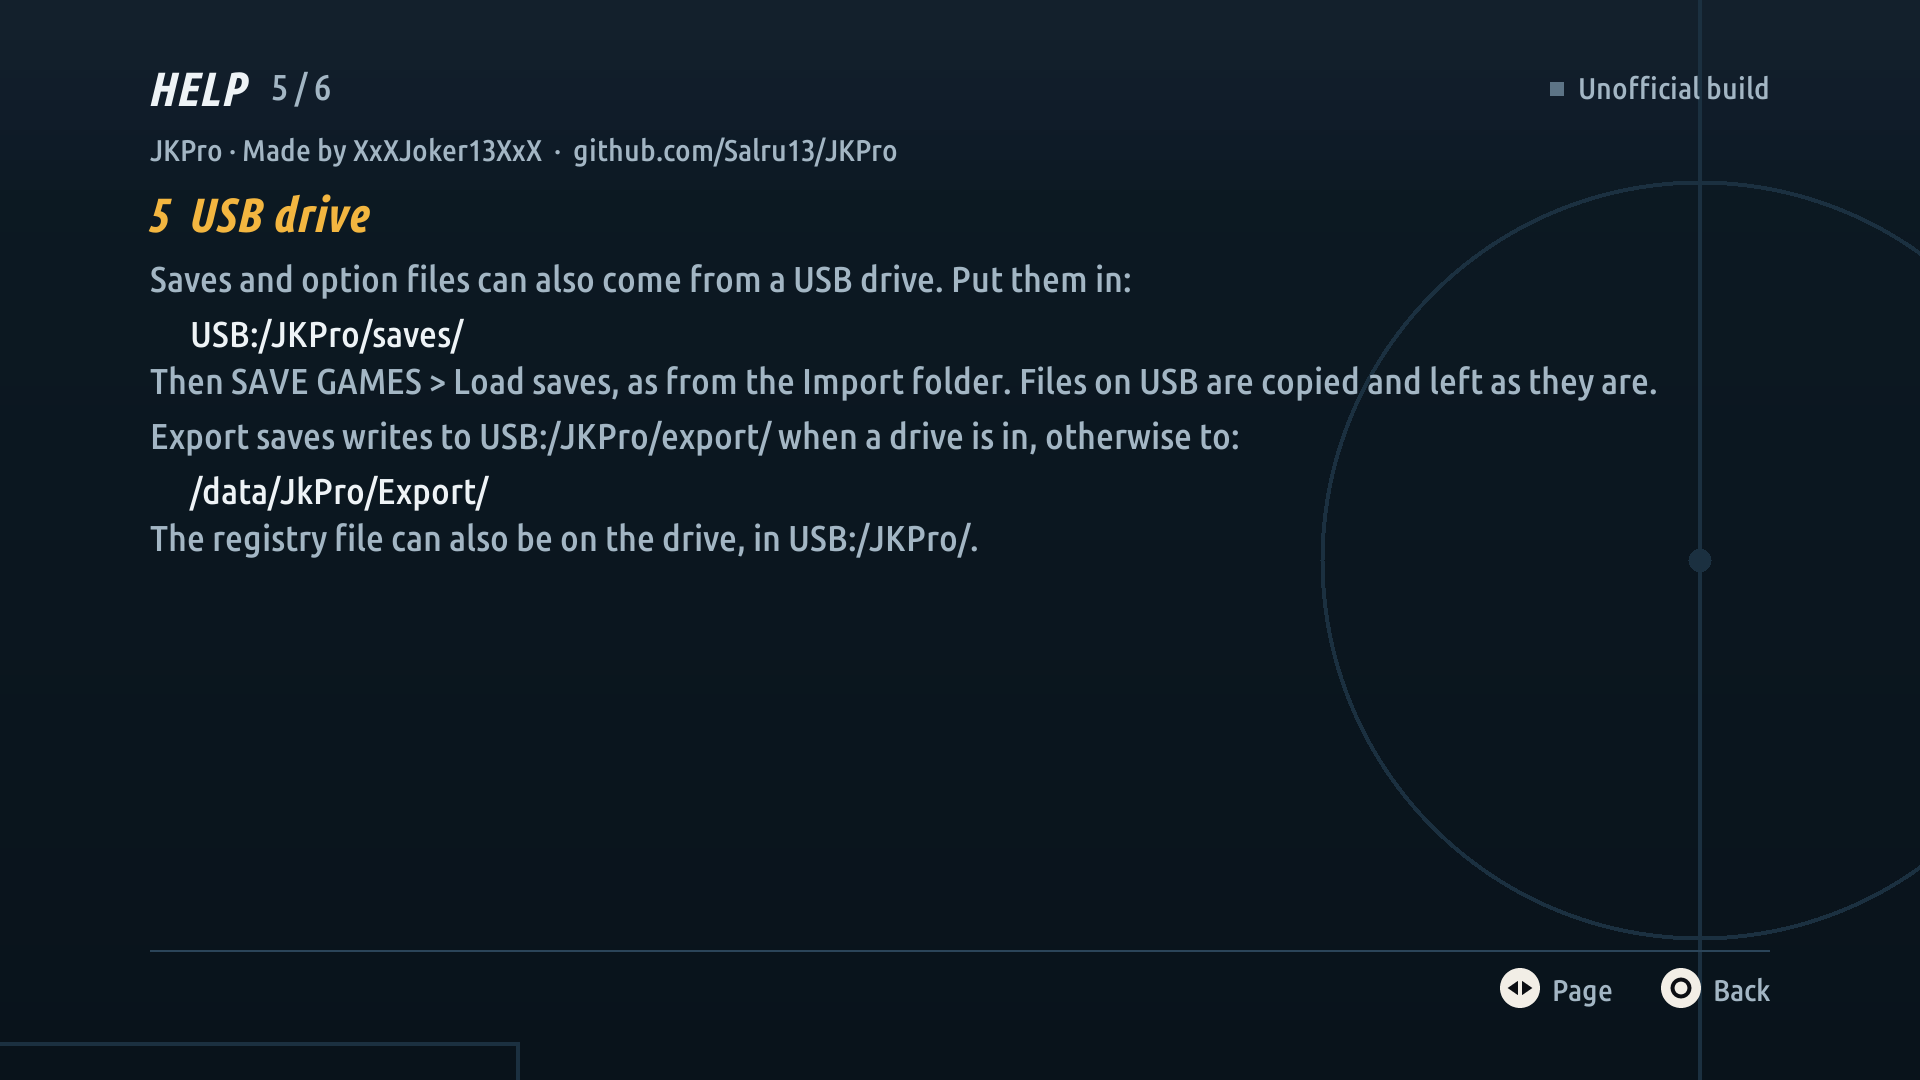 HELP 5 / 6
Unofficial build
JKPro · Made by XxXJoker13XxX · github.com/Salru13/JKPro
5 USB drive
Saves and option files can also come from a USB drive. Put them in:
USB:/JKPro/saves/
Then SAVE GAMES > Load saves, as from the Import folder. Files on USB are copied and left as they are.
Export saves writes to USB:/JKPro/export/ when a drive is in, otherwise to:
/data/JkPro/Export/
The registry file can also be on the drive, in USB:/JKPro/.
Page
Back